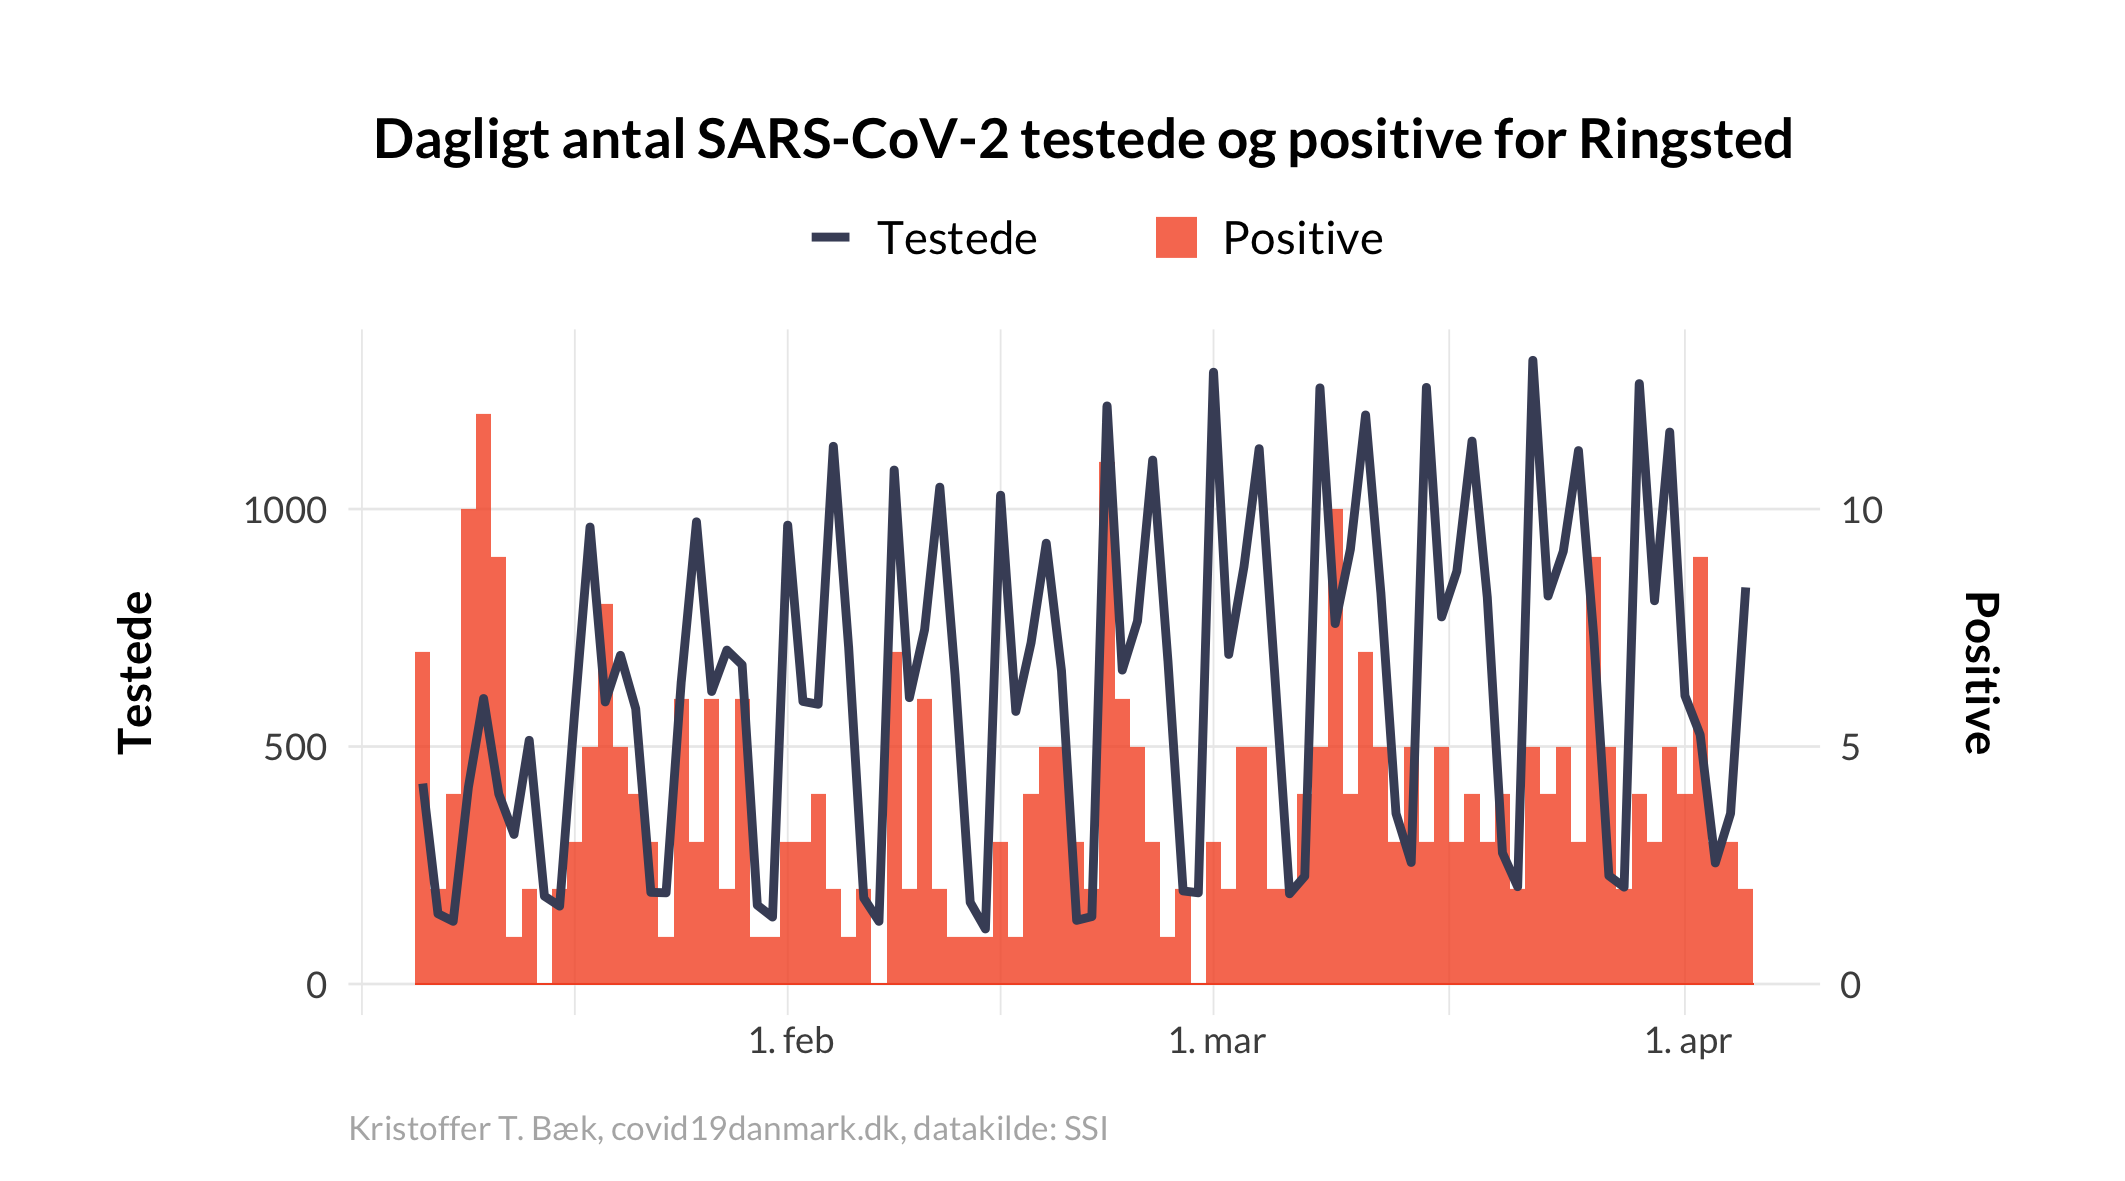 Dagligt antal SARS-CoV-2 testede og positive for Ringsted
Testede
Positive
1000
500
0
10
5
0
Testede
Positive
1. feb
1. mar
1. apr
Kristoffer T. Bæk, covid19danmark.dk, datakilde: SSI